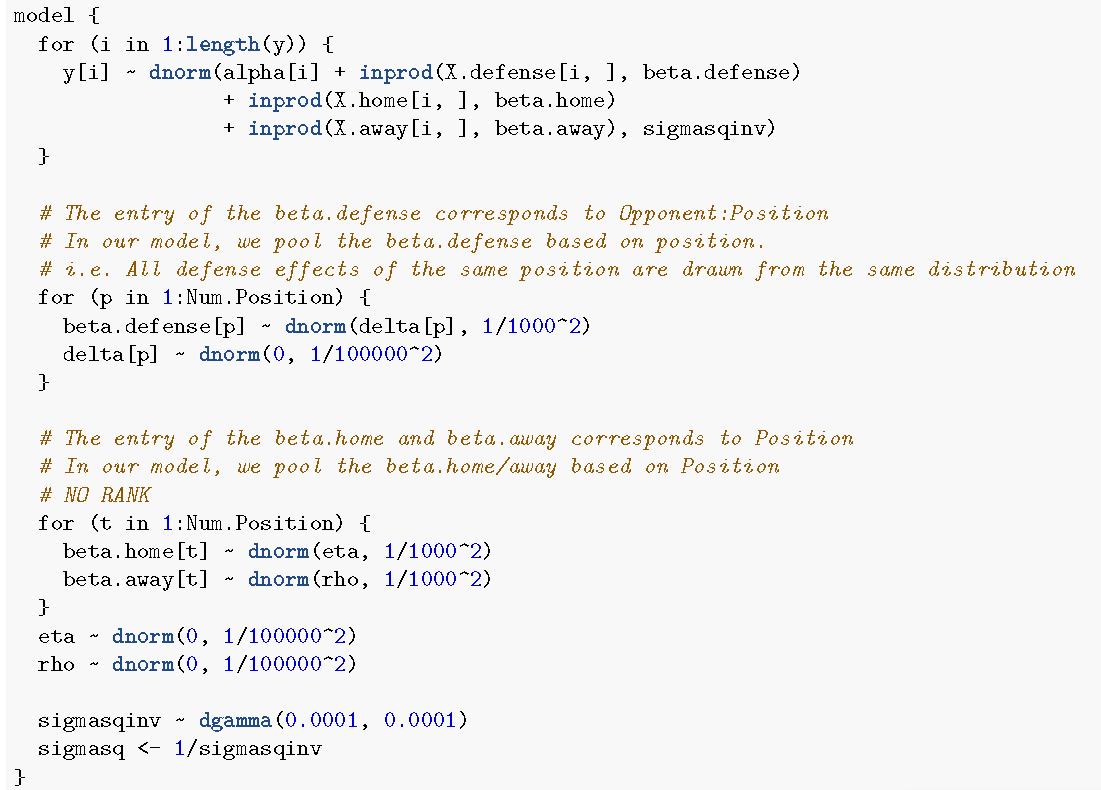 model {
  for (i in 1:length(y)) {
    y[i] ~ dnorm(alpha[i] + inprod(X.defense[i, ], beta.defense)
                 + inprod(X.home[i, ], beta.home)
                 + inprod(X.away[i, ], beta.away), sigmasqinv)
  }

  # The entry of the beta.defense corresponds to Opponent:Position
  # In our model, we pool the beta.defense based on position.
  # i.e. All defense effects of the same position are drawn from the same distribution
  for (p in 1:Num.Position) {
    beta.defense[p] ~ dnorm(delta[p], 1/1000^2)
    delta[p] ~ dnorm(0, 1/100000^2)
  }

  # The entry of the beta.home and beta.away corresponds to Position
  # In our model, we pool the beta.home/away based on Position
  # NO RANK
  for (t in 1:Num.Position) {
    beta.home[t] ~ dnorm(eta, 1/1000^2)
    beta.away[t] ~ dnorm(rho, 1/1000^2)
  }
  eta ~ dnorm(0, 1/100000^2)
  rho ~ dnorm(0, 1/100000^2)

  sigmasqinv ~ dgamma(0.0001, 0.0001)
  sigmasq <- 1/sigmasqinv
}